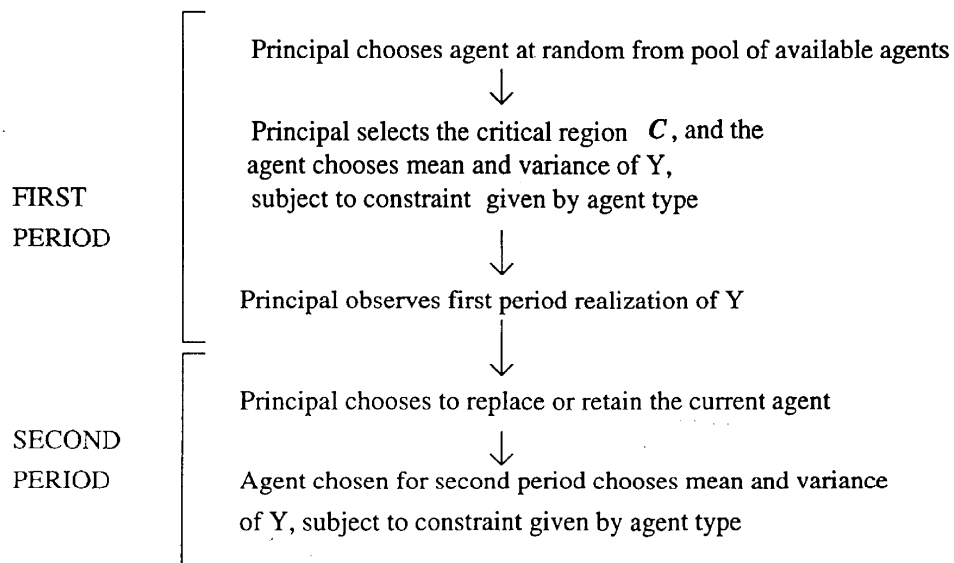 Principal chooses agent at random from pool of available agents
Principal selects the critical region C, and the
agent chooses mean and variance of Y,
subject to constraint given by agent type
FIRST
PERIOD
Principal observes first period realization of Y
Principal chooses to replace or retain the current agent
SECOND
PERIOD
Agent chosen for second period chooses mean and variance
of Y, subject to constraint given by agent type